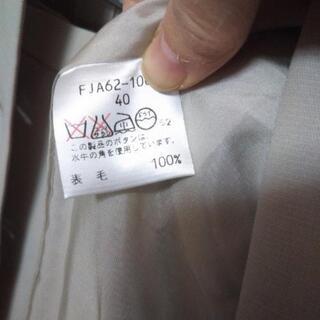 FJA62-10
40
52
この製品のボタンは、
水牛の角を使用しています。
表 毛 100%